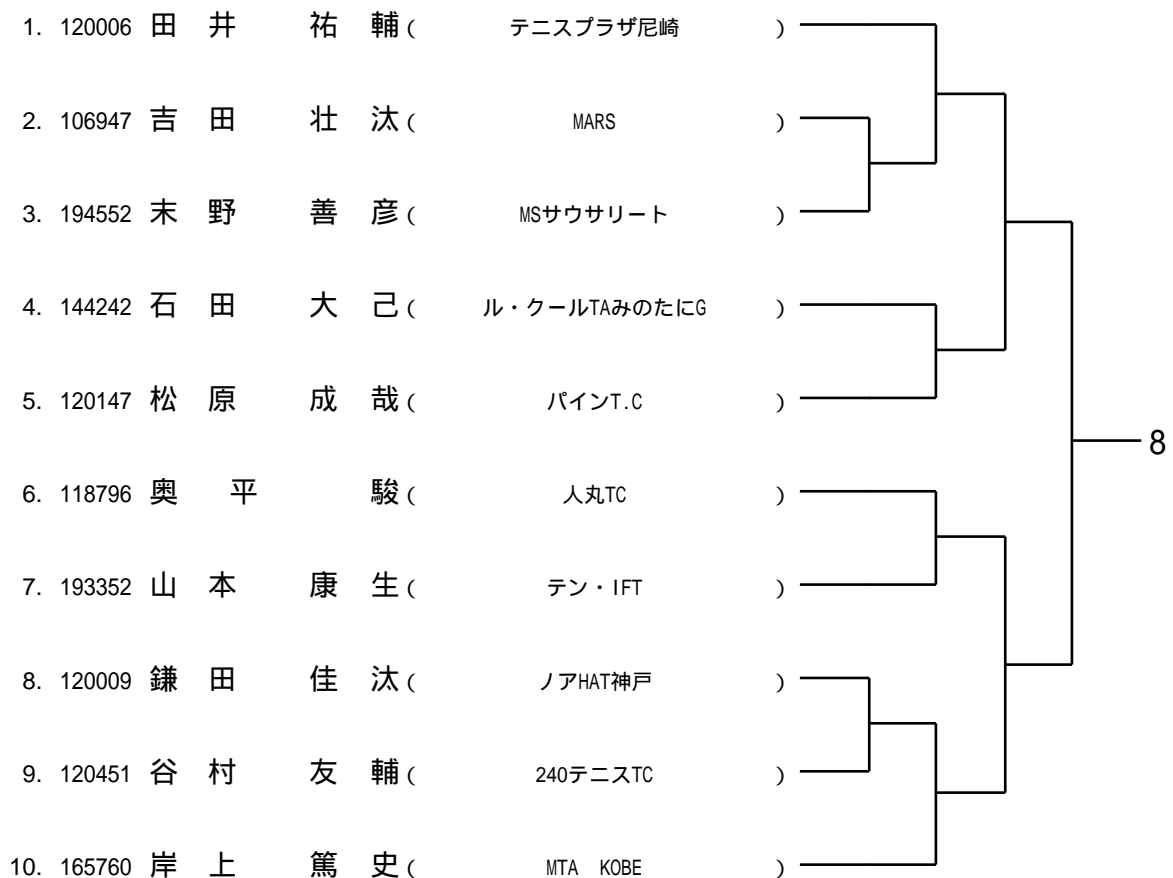 1. 120006 田 井 祐 輔 ( テニスプラザ尼崎 )
2. 106947 吉 田 壮 汰 ( MARS )
3. 194552 末 野 善 彦 ( MSサウサリート )
4. 144242 石 田 大 己 ( ル・クールTAみのたにG )
5. 120147 松 原 成 哉 ( パインT.C )
8
6. 118796 奥 平 駿 ( 人丸TC )
7. 193352 山 本 康 生 ( テン・IFT )
8. 120009 鎌 田 佳 汰 ( ノアHAT神戸 )
9. 120451 谷 村 友 輔 ( 240テニスTC )
10. 165760 岸 上 篤 史 ( MTA KOBE )